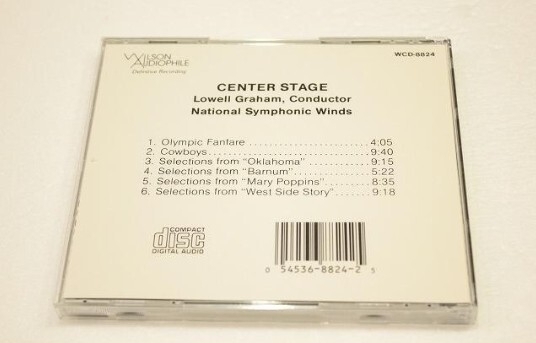 WILSON
AUDIOPHILE
Definitive Recording
WCD-8824
CENTER STAGE
Lowell Graham, Conductor
National Symphonic Winds
1. Olympic Fanfare .................... 4:05
2. Cowboys .......................... 9:40
3. Selections from "Oklahoma" .......... 9:15
4. Selections from "Barnum" ............ 5:22
5. Selections from "Mary Poppins" ........ 8:35
6. Selections from "West Side Story" ...... 9:18
COMPACT
disc
DIGITAL AUDIO
0 54536-8824-2 5